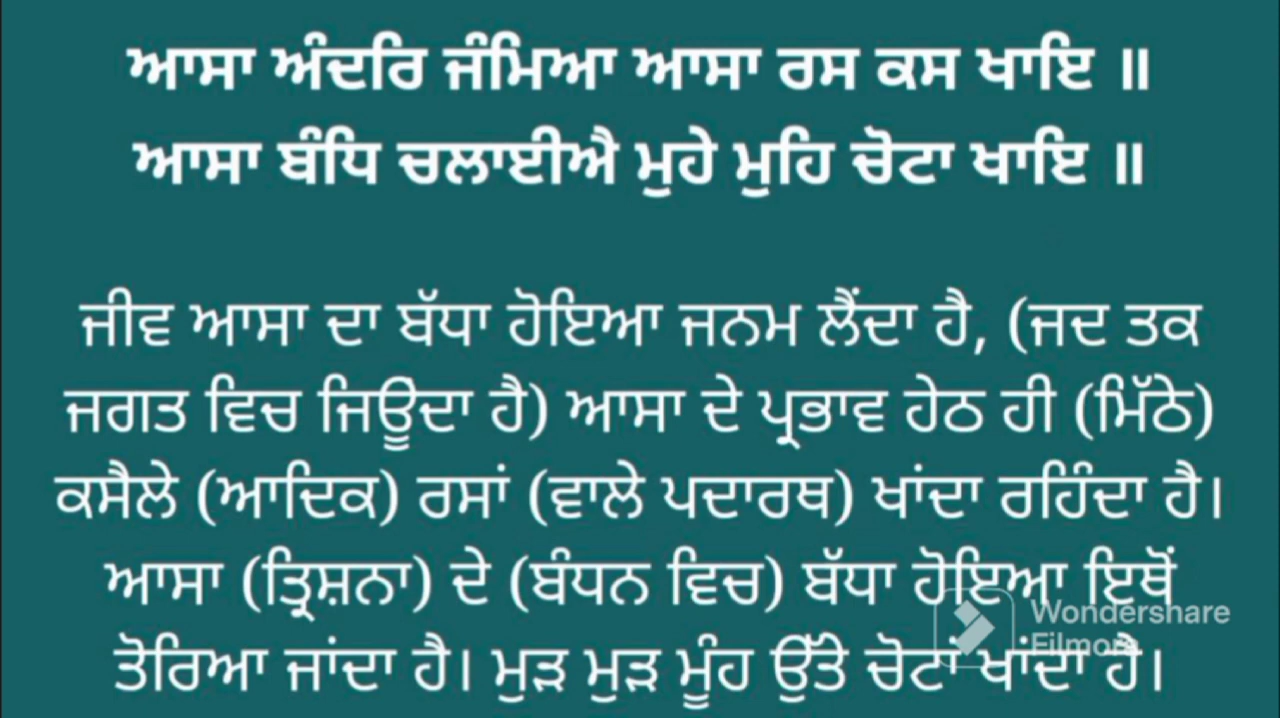 ਆਸਾ ਅੰਦਰਿ ਜੰਮਿਆ ਆਸਾ ਰਸ ਕਸ ਖਾਇ ॥
ਆਸਾ ਬੰਧਿ ਚਲਾਈਐ ਮੁਹੇ ਮੁਹਿ ਚੋਟਾ ਖਾਇ ॥
ਜੀਵ ਆਸਾ ਦਾ ਬੱਧਾ ਹੋਇਆ ਜਨਮ ਲੈਂਦਾ ਹੈ, (ਜਦ ਤਕ
ਜਗਤ ਵਿਚ ਜਿਊਂਦਾ ਹੈ) ਆਸਾ ਦੇ ਪ੍ਰਭਾਵ ਹੇਠ ਹੀ (ਮਿੱਠੇ)
ਕਸੈਲੇ (ਆਦਿਕ) ਰਸਾਂ (ਵਾਲੇ ਪਦਾਰਥ) ਖਾਂਦਾ ਰਹਿੰਦਾ ਹੈ।
ਆਸਾ (ਤ੍ਰਿਸ਼ਨਾ) ਦੇ (ਬੰਧਨ ਵਿਚ) ਬੱਧਾ ਹੋਇਆ ਇਥੋਂ
ਤੋਰਿਆ ਜਾਂਦਾ ਹੈ। ਮੁੜ ਮੁੜ ਮੂੰਹ ਉੱਤੇ ਚੋਟਾਂ ਖਾਂਦਾ ਹੈ।
Wondershare
Filmora